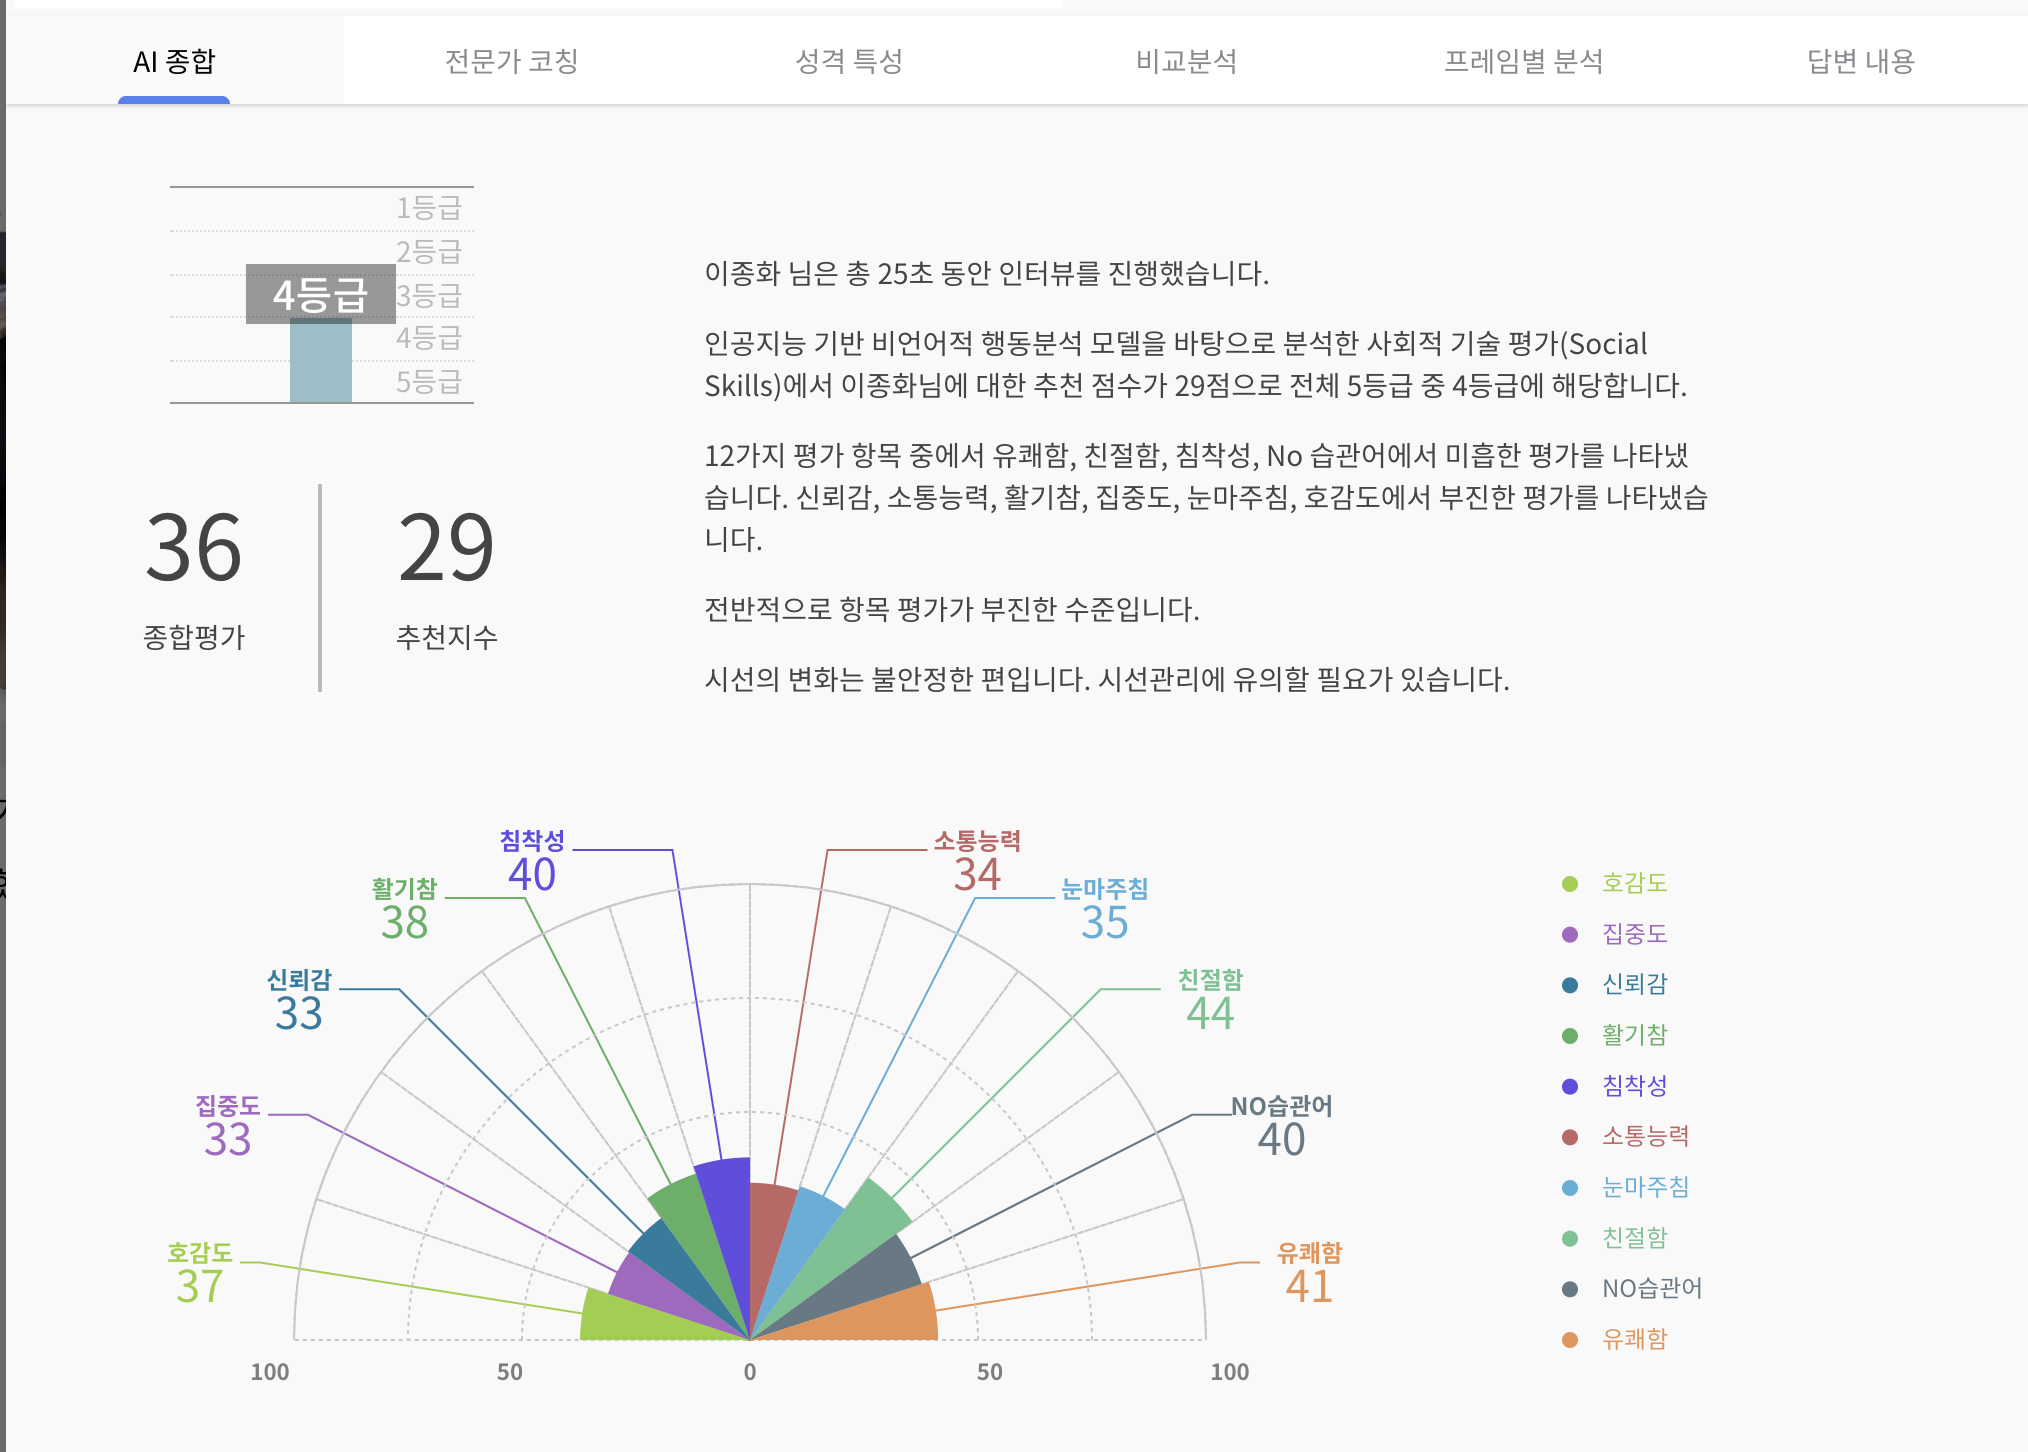 AI 종합
전문가 코칭
성격 특성
비교분석
프레임별 분석
답변 내용
1등급
2등급
4등급
3등급
4등급
5등급
36
종합평가
29
추천지수
이종화 님은 총 25초 동안 인터뷰를 진행했습니다.
인공지능 기반 비언어적 행동분석 모델을 바탕으로 분석한 사회적 기술 평가(Social
Skills)에서 이종화님에 대한 추천 점수가 29점으로 전체 5등급 중 4등급에 해당합니다.
12가지 평가 항목 중에서 유쾌함, 친절함, 침착성, No 습관어에서 미흡한 평가를 나타냈
습니다. 신뢰감, 소통능력, 활기참, 집중도, 눈마주침, 호감도에서 부진한 평가를 나타냈습
니다.
전반적으로 항목 평가가 부진한 수준입니다.
시선의 변화는 불안정한 편입니다. 시선관리에 유의할 필요가 있습니다.
침착성
40
소통능력
34
활기참
38
눈마주침
35
신뢰감
33
친절함
44
집중도
33
NO습관어
40
호감도
37
유쾌함
41
100
50
0
50
100
호감도
집중도
신뢰감
활기참
침착성
소통능력
눈마주침
친절함
NO습관어
유쾌함